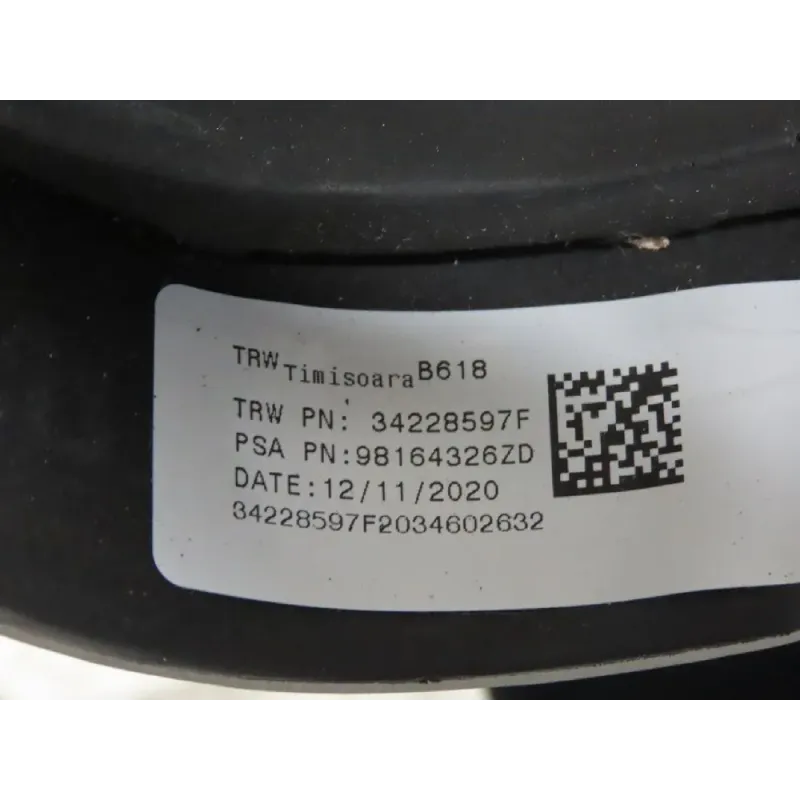 TRW Timisoara B618
TRW PN: 34228597F
PSA PN:98164326ZD
DATE:12/11/2020
34228597F2034602632